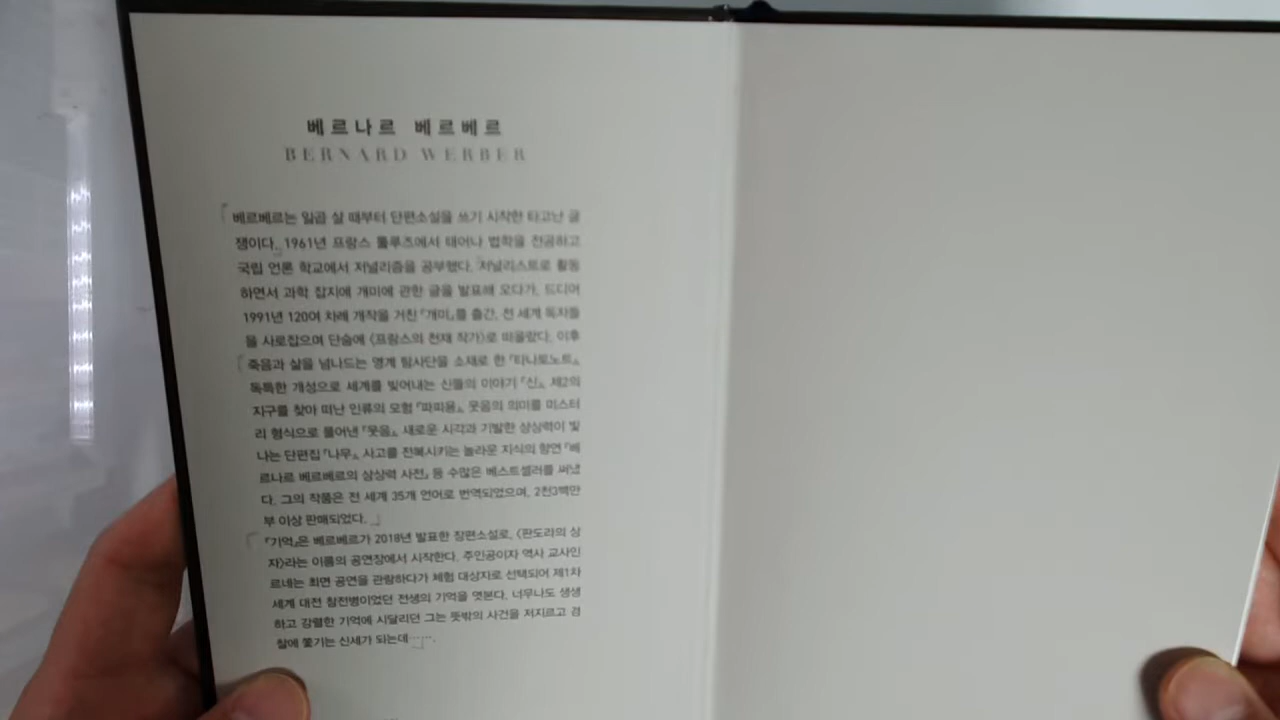 베르나르 베르베르
BERNARD WERBER
베르베르는 일곱 살 때부터 단편소설을 쓰기 시작한 타고난 글
쟁이다. 1961년 프랑스 툴루즈에서 태어나 법학을 전공하고
국립 언론 학교에서 저널리즘을 공부했다. 저널리스트로 활동
하면서 과학 잡지에 개미에 관한 글을 발표해 오다가, 드디어
1991년 120여 차례 개작을 거친 『개미』를 출간, 전 세계 독자들
을 사로잡으며 단숨에 〈프랑스의 천재 작가〉로 떠올랐다. 이후
죽음과 삶을 넘나드는 영계 탐사단을 소재로 한 『타나토노트』,
독특한 개성으로 세계를 빚어내는 신들의 이야기 『신』, 제2의
지구를 찾아 떠난 인류의 모험 『파피용』, 웃음의 의미를 미스터
리 형식으로 풀어낸 『웃음』, 새로운 시각과 기발한 상상력이 빛
나는 단편집 『나무』, 사고를 전복시키는 놀라운 지식의 향연 『베
르나르 베르베르의 상상력 사전』 등 수많은 베스트셀러를 써냈
다. 그의 작품은 전 세계 35개 언어로 번역되었으며, 2천3백만
부 이상 판매되었다.
『기억』은 베르베르가 2018년 발표한 장편소설로, 〈판도라의 상
자〉라는 이름의 공연장에서 시작한다. 주인공이자 역사 교사인
르네는 최면 공연을 관람하다가 체험 대상자로 선택되어 제1차
세계 대전 참전병이었던 전생의 기억을 엿본다. 너무나도 생생
하고 강렬한 기억에 시달리던 그는 뜻밖의 사건을 저지르고 경
찰에 쫓기는 신세가 되는데…….